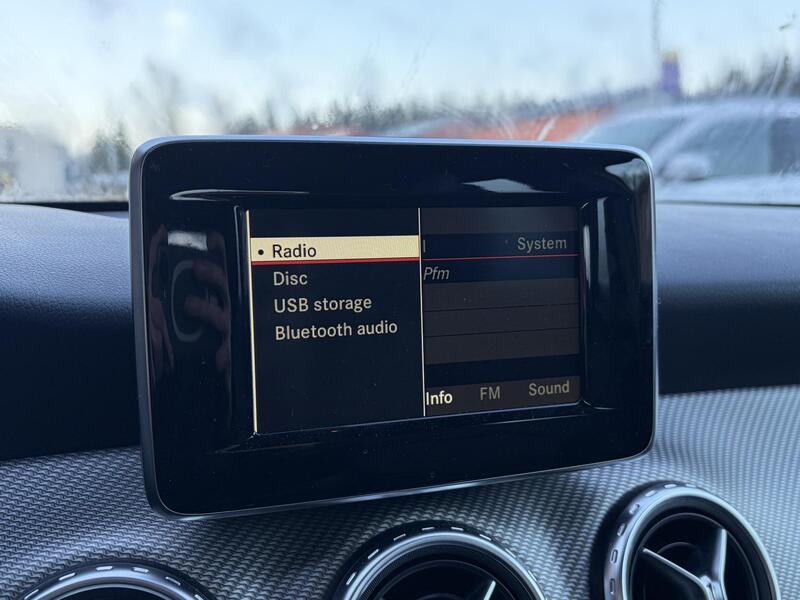 • Radio
Disc
USB storage
Bluetooth audio
System
Pfm
Info FM Sound